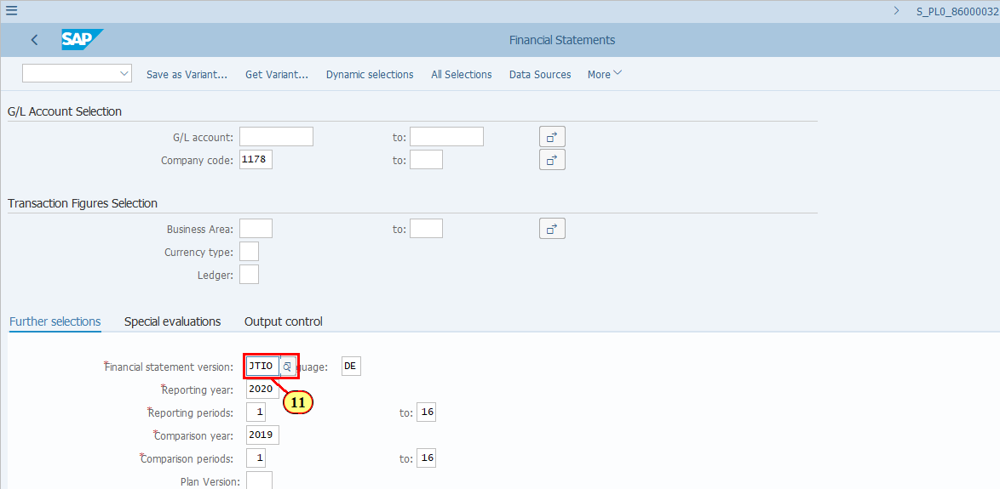 S_PL0_86000032
SAP
Financial Statements
Save as Variant... Get Variant... Dynamic selections All Selections Data Sources More
G/L Account Selection
G/L account: to:
Company code: 1178 to:
Transaction Figures Selection
Business Area: to:
Currency type:
Ledger:
Further selections Special evaluations Output control
*Financial statement version: JTIO guage: DE
*Reporting year: 2020
11
*Reporting periods: 1 to: 16
*Comparison year: 2019
*Comparison periods: 1 to: 16
Plan Version: